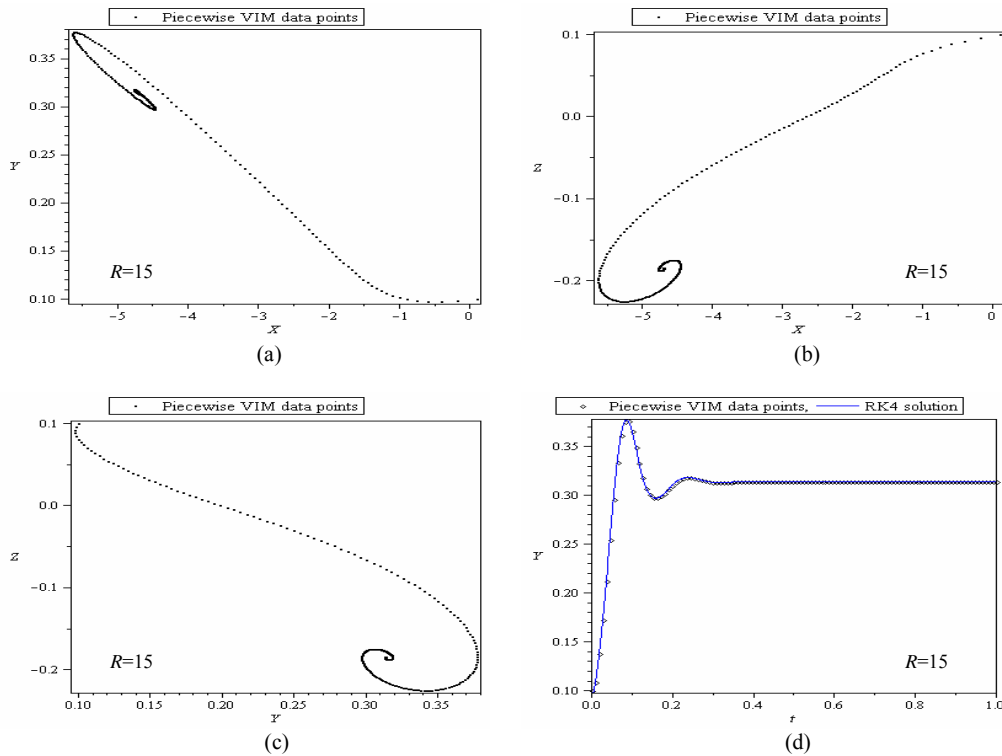 Piecewise VIM data points
0.35
0.30
0.25
Y
0.20
0.15
0.10
R=15
−5 −4 −3 −2 −1 0
X
(a)
Piecewise VIM data points
0.1
0.0
Z
−0.1
−0.2
R=15
−5 −4 −3 −2 −1 0
X
(b)
Piecewise VIM data points
0.1
0.0
Z
−0.1
−0.2
R=15
0.10 0.15 0.20 0.25 0.30 0.35
Y
(c)
Piecewise VIM data points, RK4 solution
0.35
0.30
0.25
Y
0.20
0.15
0.10
R=15
0.0 0.2 0.4 0.6 0.8 1.0
t
(d)